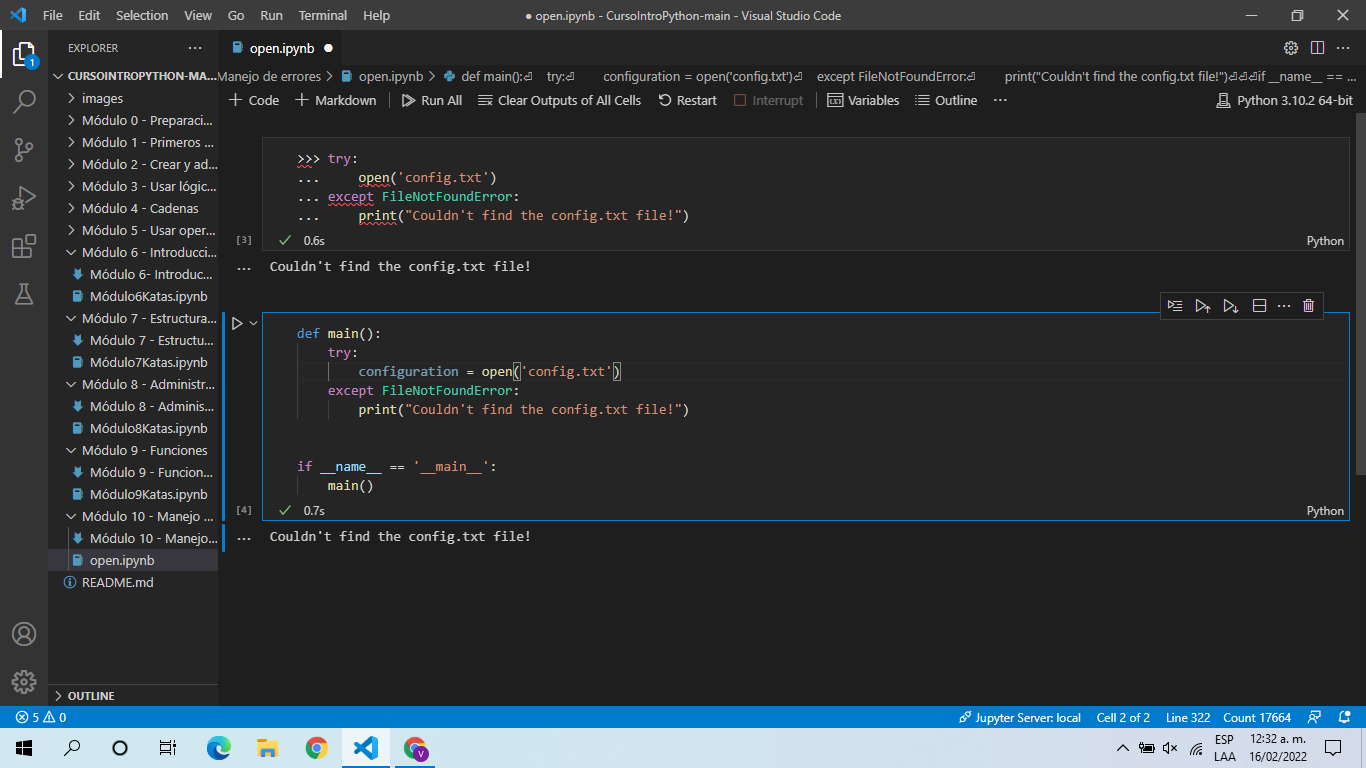 File Edit Selection View Go Run Terminal Help ● open.ipynb - CursoIntroPython-main - Visual Studio Code
EXPLORER ···
open.ipynb ●
CURSOINTROPYTHON-MA...
Manejo de errores > open.ipynb > def main():⏎ try:⏎ configuration = open('config.txt')⏎ except FileNotFoundError:⏎ print("Couldn't find the config.txt file!")⏎⏎⏎if __name__ == ...
+ Code + Markdown Run All Clear Outputs of All Cells Restart Interrupt Variables Outline ··· Python 3.10.2 64-bit
1
images
Módulo 0 - Preparaci...
Módulo 1 - Primeros ...
Módulo 2 - Crear y ad...
Módulo 3 - Usar lógic...
Módulo 4 - Cadenas
Módulo 5 - Usar oper...
Módulo 6 - Introducci...
Módulo 6- Introduc...
Módulo6Katas.ipynb
Módulo 7 - Estructura...
Módulo 7 - Estructu...
Módulo7Katas.ipynb
Módulo 8 - Administr...
Módulo 8 - Adminis...
Módulo8Katas.ipynb
Módulo 9 - Funciones
Módulo 9 - Funcion...
Módulo9Katas.ipynb
Módulo 10 - Manejo ...
Módulo 10 - Manejo...
open.ipynb
README.md
OUTLINE
>>> try:
...     open('config.txt')
... except FileNotFoundError:
...     print("Couldn't find the config.txt file!")
[3] ✓ 0.6s Python
... Couldn't find the config.txt file!
def main():
    try:
        configuration = open('config.txt')
    except FileNotFoundError:
        print("Couldn't find the config.txt file!")
if __name__ == '__main__':
    main()
[4] ✓ 0.7s Python
... Couldn't find the config.txt file!
5 0 Jupyter Server: local Cell 2 of 2 Line 322 Count 17664
V
ESP
LAA
12:32 a. m.
16/02/2022